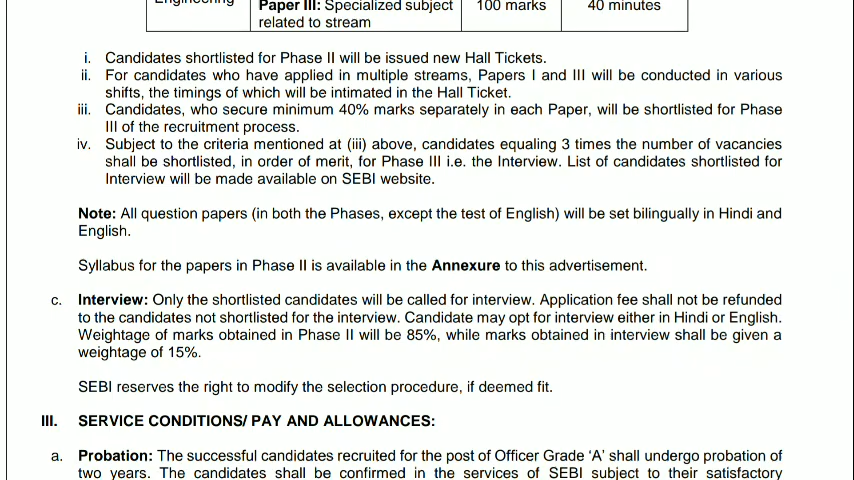 Engineering
Paper III: Specialized subject related to stream
100 marks
40 minutes
i. Candidates shortlisted for Phase II will be issued new Hall Tickets.
ii. For candidates who have applied in multiple streams, Papers I and III will be conducted in various
shifts, the timings of which will be intimated in the Hall Ticket.
iii. Candidates, who secure minimum 40% marks separately in each Paper, will be shortlisted for Phase
III of the recruitment process.
iv. Subject to the criteria mentioned at (iii) above, candidates equaling 3 times the number of vacancies
shall be shortlisted, in order of merit, for Phase III i.e. the Interview. List of candidates shortlisted for
Interview will be made available on SEBI website.
Note: All question papers (in both the Phases, except the test of English) will be set bilingually in Hindi and
English.
Syllabus for the papers in Phase II is available in the Annexure to this advertisement.
c. Interview: Only the shortlisted candidates will be called for interview. Application fee shall not be refunded
to the candidates not shortlisted for the interview. Candidate may opt for interview either in Hindi or English.
Weightage of marks obtained in Phase II will be 85%, while marks obtained in interview shall be given a
weightage of 15%.
SEBI reserves the right to modify the selection procedure, if deemed fit.
III. SERVICE CONDITIONS/ PAY AND ALLOWANCES:
a. Probation: The successful candidates recruited for the post of Officer Grade ‘A’ shall undergo probation of
two years. The candidates shall be confirmed in the services of SEBI subject to their satisfactory